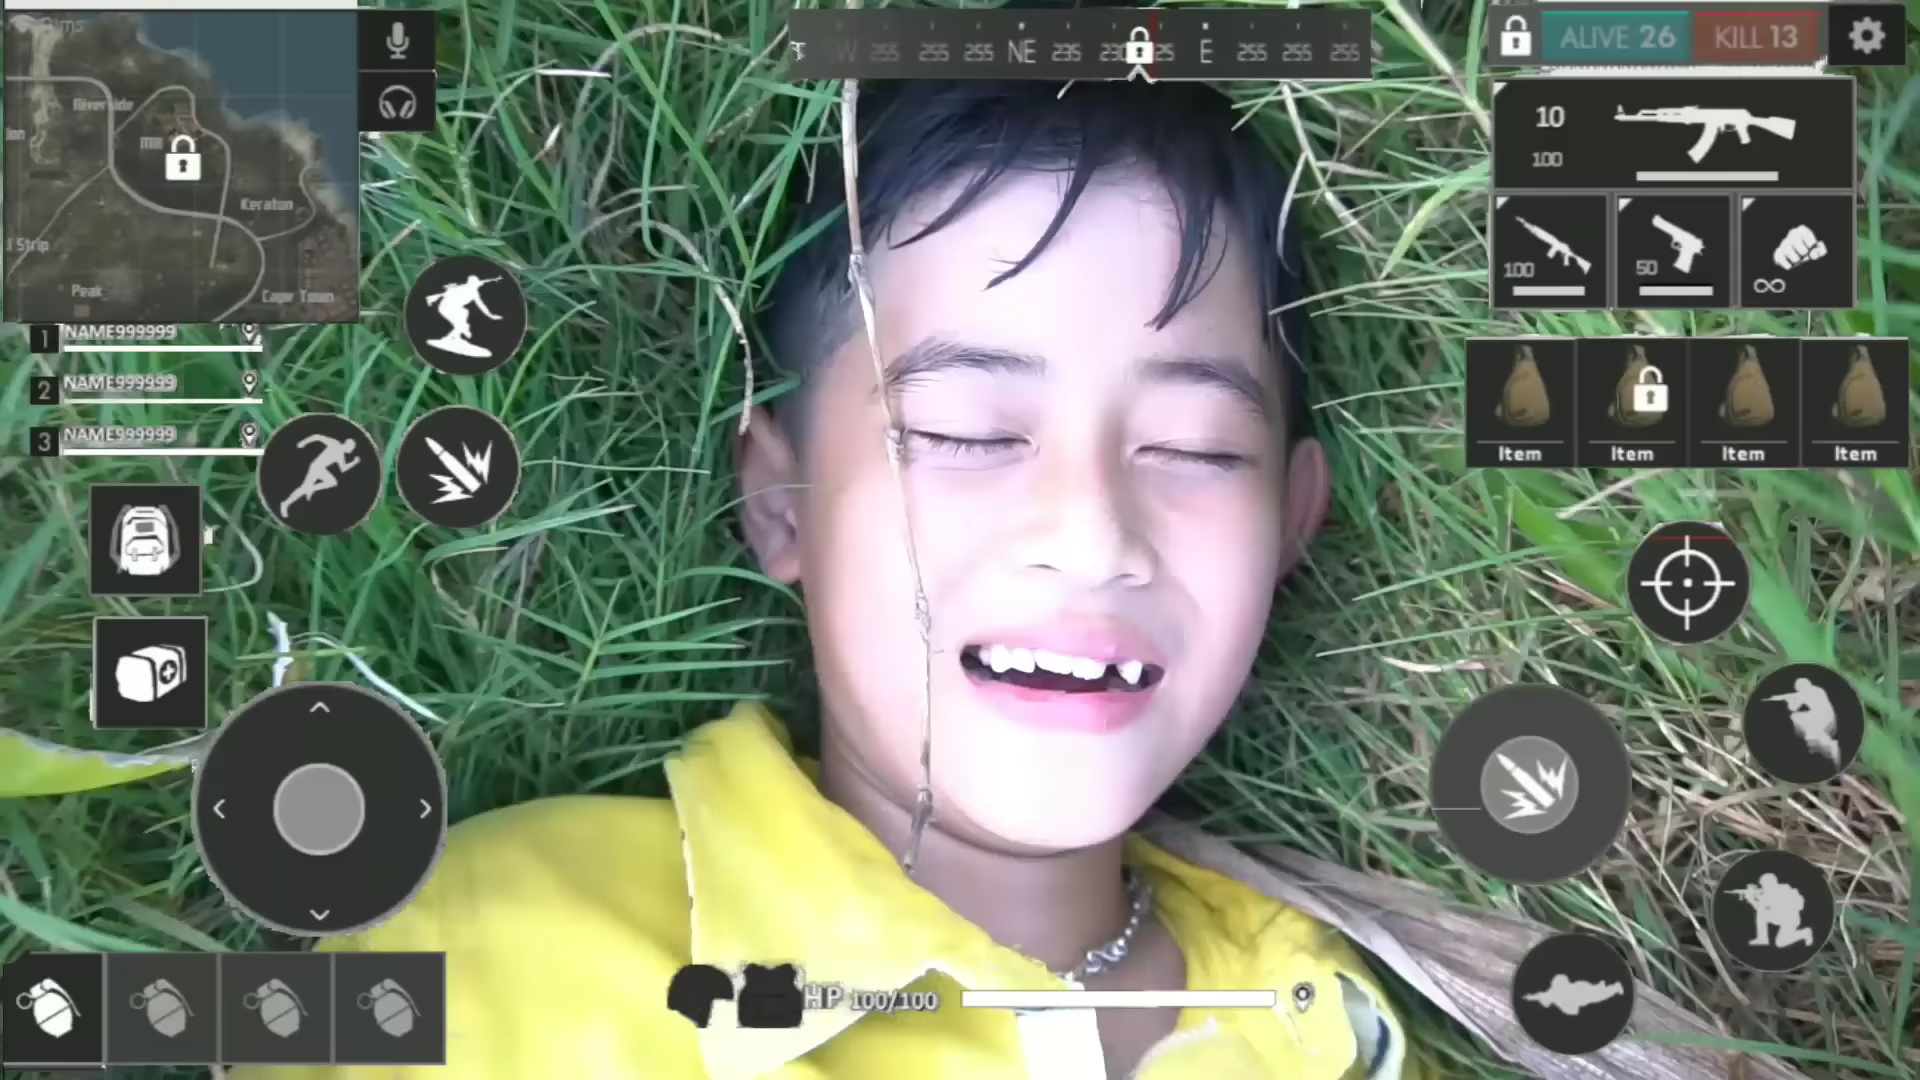 Riverside
Mill
Keraton
Strip
Peak
Cape Town
1 NAME999999
2 NAME999999
3 NAME999999
W 255 255 255 NE 235 E 255 255 255
ALIVE 26 KILL 13
10
100
100
50
∞
Item Item Item Item
HP 100/100